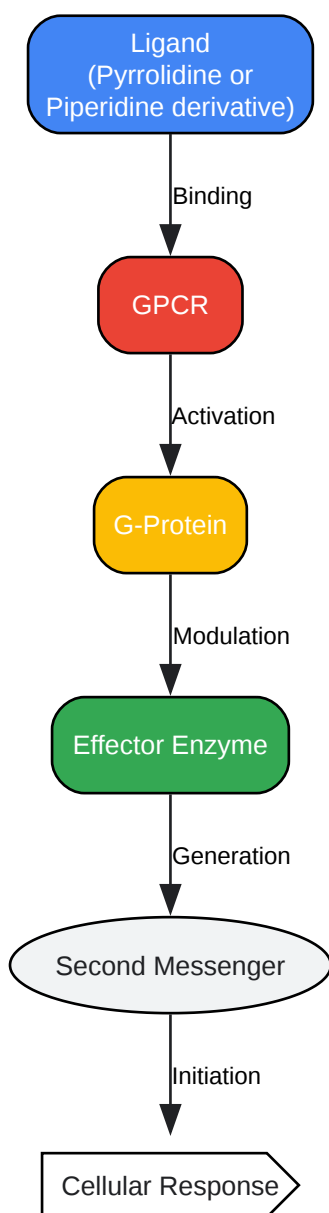 Ligand
(Pyrrolidine or
Piperidine derivative)
Binding
GPCR
Activation
G-Protein
Modulation
Effector Enzyme
Generation
Second Messenger
Initiation
Cellular Response